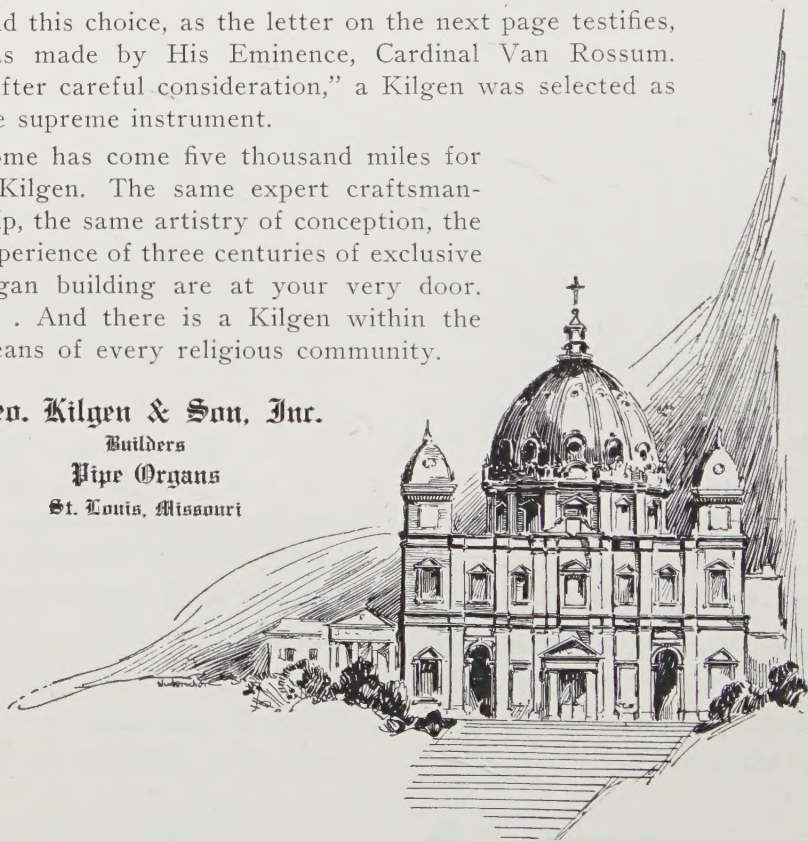 d this choice, as the letter on the next page testifies,
s made by His Eminence, Cardinal Van Rossum.
fter careful consideration,” a Kilgen was selected as
e supreme instrument.
me has come five thousand miles for
Kilgen. The same expert craftsman-
ip, the same artistry of conception, the
perience of three centuries of exclusive
gan building are at your very door.
. And there is a Kilgen within the
eans of every religious community.
eo. Kilgen & Son, Inc.
Builders
Pipe Organs
St. Louis, Missouri